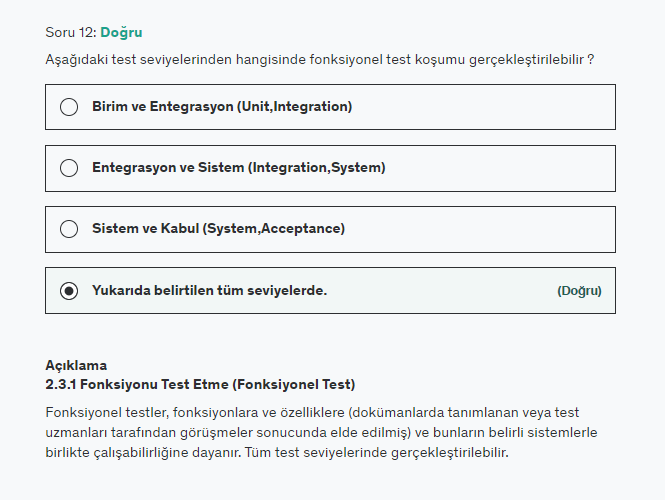 Soru 12: Doğru
Aşağıdaki test seviyelerinden hangisinde fonksiyonel test koşumu gerçekleştirilebilir ?
Birim ve Entegrasyon (Unit,Integration)
Entegrasyon ve Sistem (Integration,System)
Sistem ve Kabul (System,Acceptance)
Yukarıda belirtilen tüm seviyelerde. (Doğru)
Açıklama
2.3.1 Fonksiyonu Test Etme (Fonksiyonel Test)
Fonksiyonel testler, fonksiyonlara ve özelliklere (dokümanlarda tanımlanan veya test
uzmanları tarafından görüşmeler sonucunda elde edilmiş) ve bunların belirli sistemlerle
birlikte çalışabilirliğine dayanır. Tüm test seviyelerinde gerçekleştirilebilir.